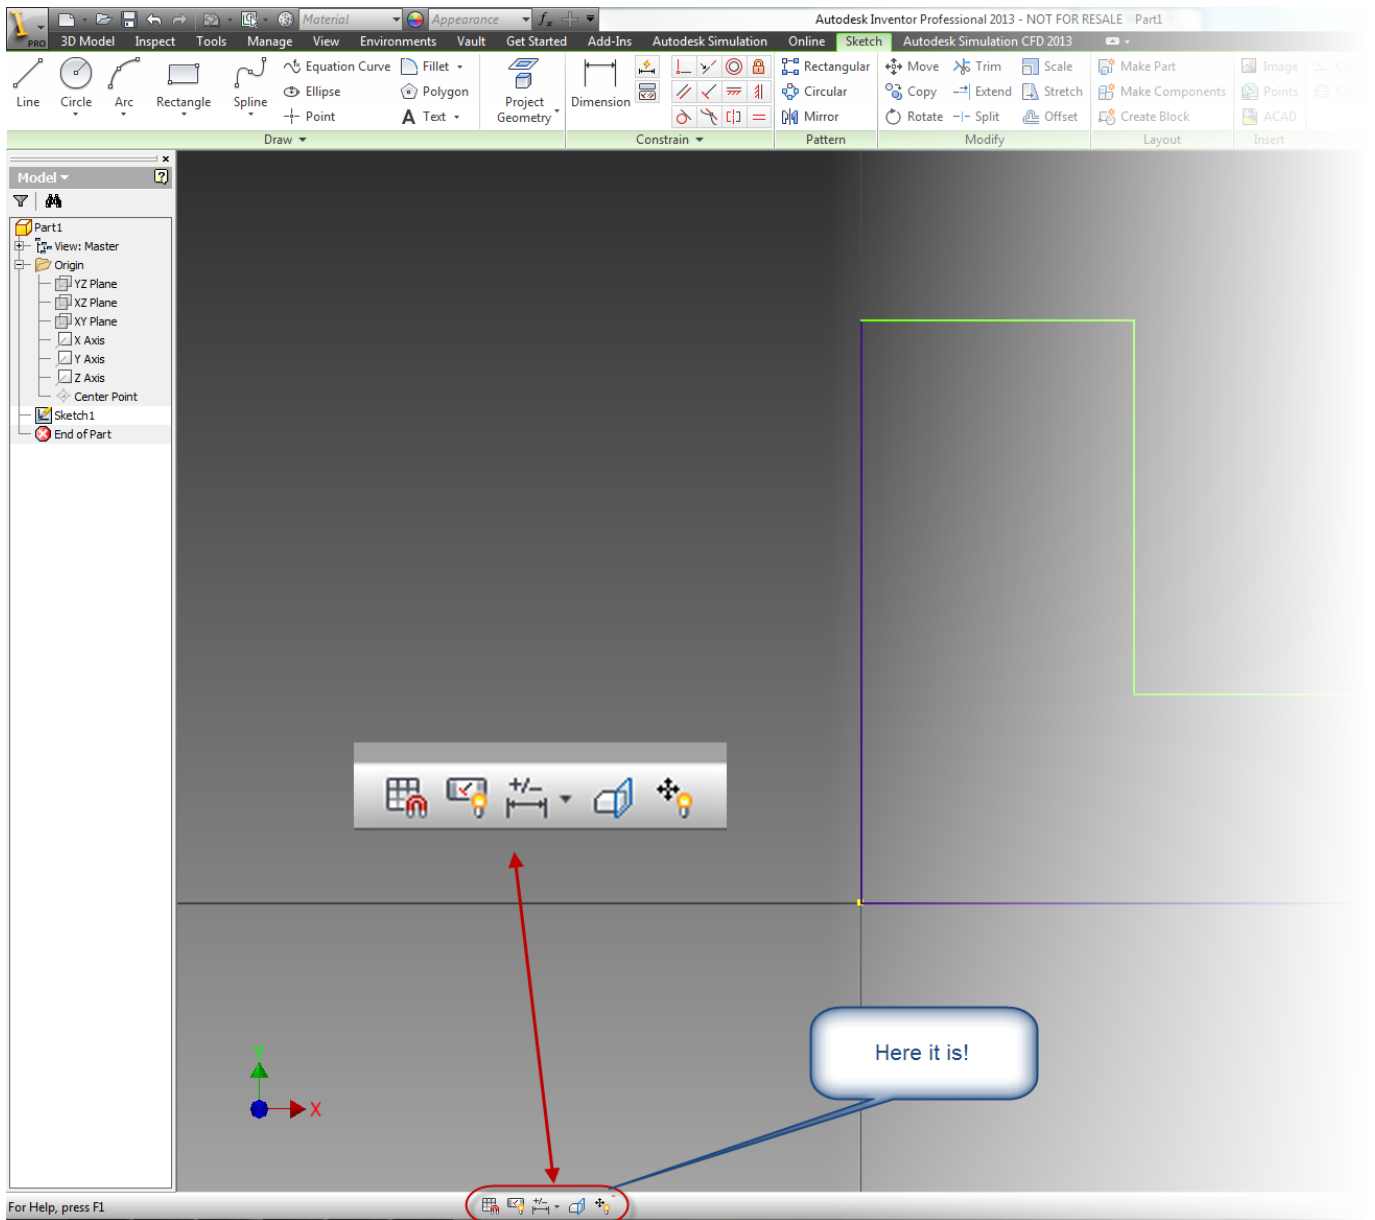 Material
Appearance
Autodesk Inventor Professional 2013 - NOT FOR RESALE Part1
PRO
3D Model Inspect Tools Manage View Environments Vault Get Started Add-Ins Autodesk Simulation Online Sketch Autodesk Simulation CFD 2013
Equation Curve Fillet Rectangular Move Trim Scale Make Part Image
Line Circle Arc Rectangle Spline Ellipse Polygon Project Geometry Dimension Circular Copy Extend Stretch Make Components Points
Point Text Mirror Rotate Split Offset Create Block ACAD
Draw Constrain Pattern Modify Layout Insert
Model
Part1
View: Master
Origin
YZ Plane
XZ Plane
XY Plane
X Axis
Y Axis
Z Axis
Center Point
Sketch1
End of Part
+/-
Here it is!
Y
X
+/-
For Help, press F1